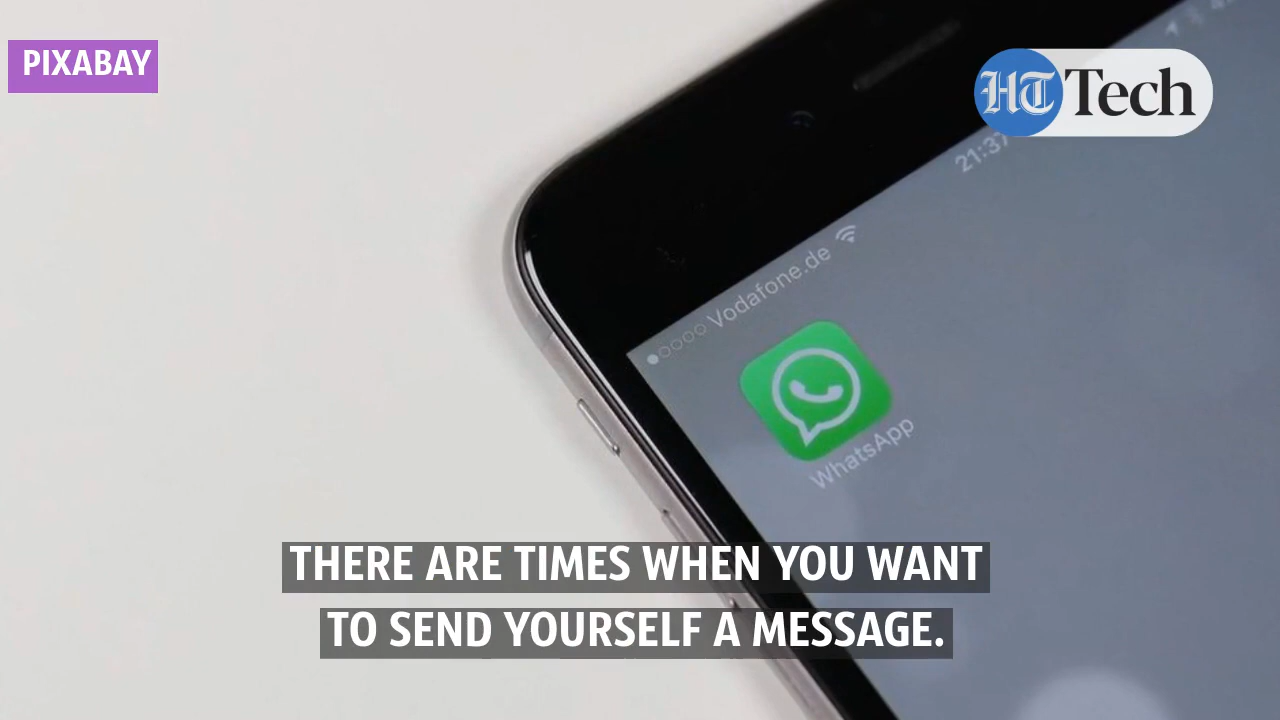 PIXABAY
HT Tech
21:37
Vodafone.de
WhatsApp
THERE ARE TIMES WHEN YOU WANT
TO SEND YOURSELF A MESSAGE.